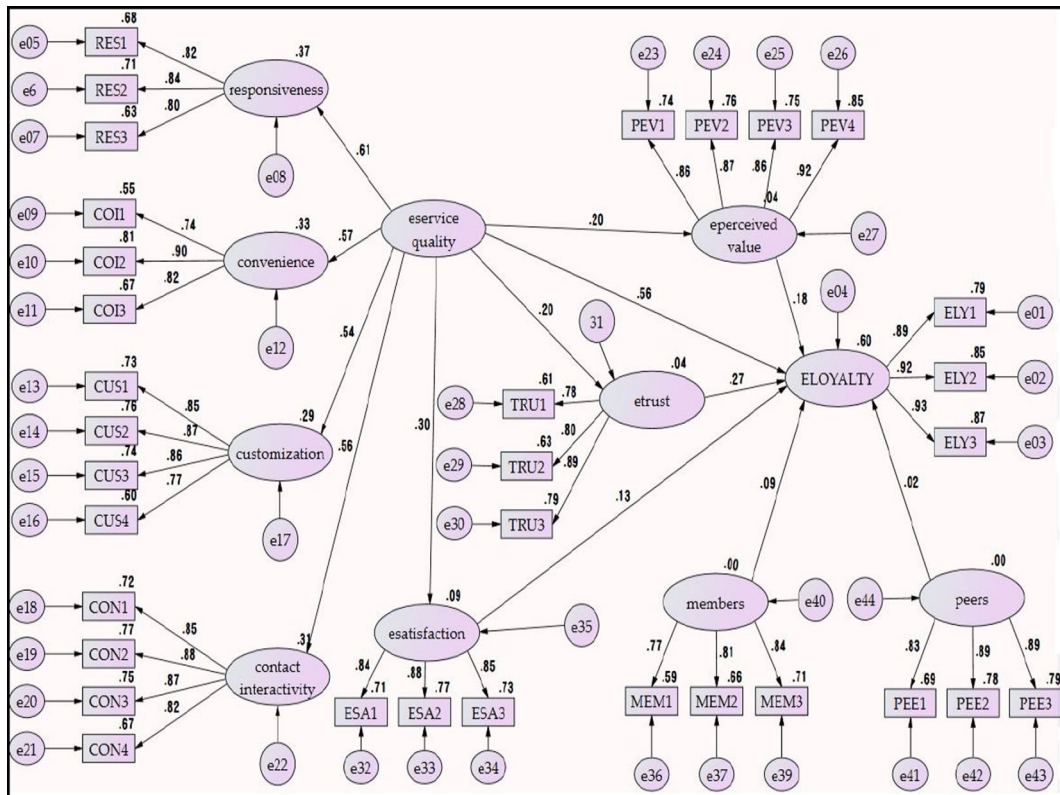 .68
e05
RES1
.82
.37
.71
e6
RES2
.84
responsiveness
.63
.80
e07
RES3
e08
.61
e23
e24
e25
e26
.74
.76
.75
.85
PEV1
PEV2
PEV3
PEV4
.86
.87
.86
.92
.04
eperceived
value
e27
.20
eservice
quality
.55
e09
COI1
.74
.33
.81
.57
e10
COI2
.90
convenience
.67
.82
e11
COI3
e12
.54
.56
.20
.56
.30
.18
e04
.60
ELOYALTY
.79
.89
ELY1
e01
.85
.92
ELY2
e02
.93
.87
ELY3
e03
31
.04
etrust
.27
.61
.78
e28
TRU1
.80
.63
e29
TRU2
.89
.79
e30
TRU3
.73
e13
CUS1
.85
.76
.29
e14
CUS2
.87
customization
.74
.86
e15
CUS3
.77
.60
e16
CUS4
e17
.13
.09
.02
.72
e18
CON1
.85
.77
.31
e19
CON2
.88
contact
interactivity
.75
.87
e20
CON3
.82
.67
e21
CON4
e22
.09
esatisfaction
e35
.84
.88
.85
.71
.77
.73
ESA1
ESA2
ESA3
e32
e33
e34
.00
members
e40
.77
.81
.84
.59
.66
.71
MEM1
MEM2
MEM3
e36
e37
e39
.00
e44
peers
.83
.89
.89
.69
.78
.79
PEE1
PEE2
PEE3
e41
e42
e43